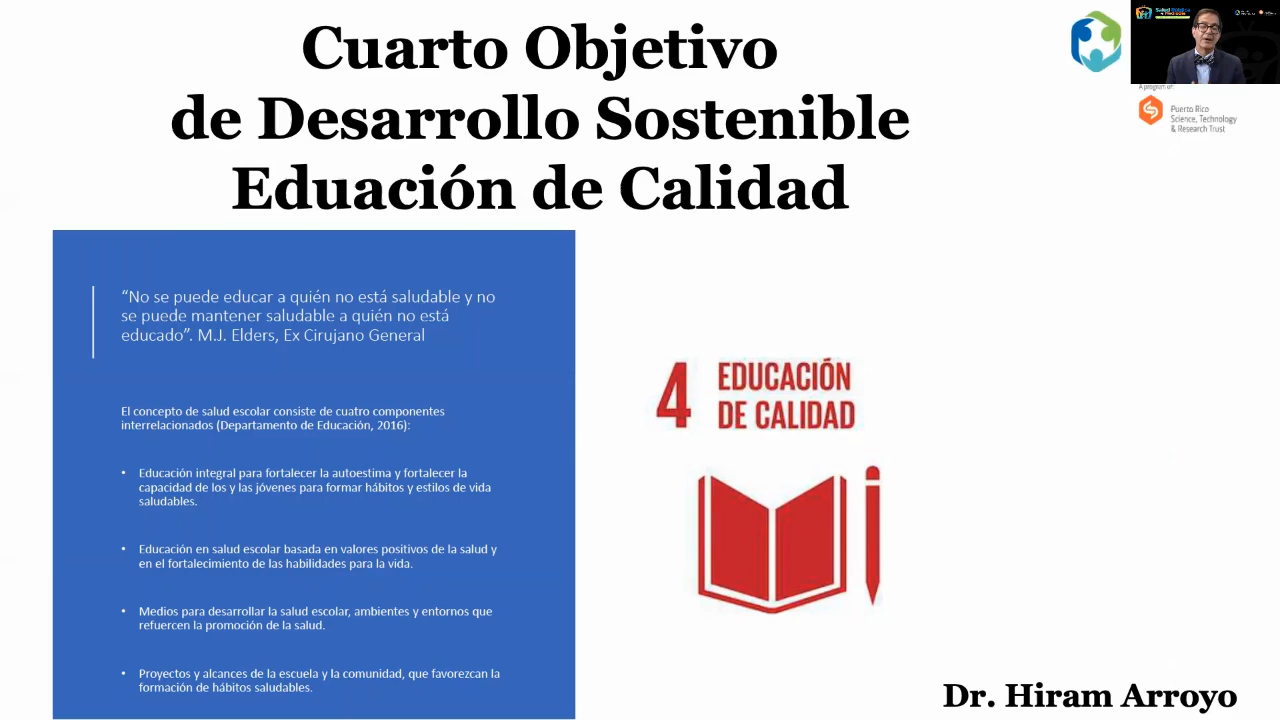 Cuarto Objetivo
de Desarrollo Sostenible
Eduación de Calidad
A program of:
Puerto Rico
Science, Technology
& Research Trust
“No se puede educar a quién no está saludable y no
se puede mantener saludable a quién no está
educado”. M.J. Elders, Ex Cirujano General
El concepto de salud escolar consiste de cuatro componentes
interrelacionados (Departamento de Educación, 2016):
• Educación integral para fortalecer la autoestima y fortalecer la
capacidad de los y las jóvenes para formar hábitos y estilos de vida
saludables.
• Educación en salud escolar basada en valores positivos de la salud y
en el fortalecimiento de las habilidades para la vida.
• Medios para desarrollar la salud escolar, ambientes y entornos que
refuercen la promoción de la salud.
• Proyectos y alcances de la escuela y la comunidad, que favorezcan la
formación de hábitos saludables.
4 EDUCACIÓN
DE CALIDAD
Dr. Hiram Arroyo